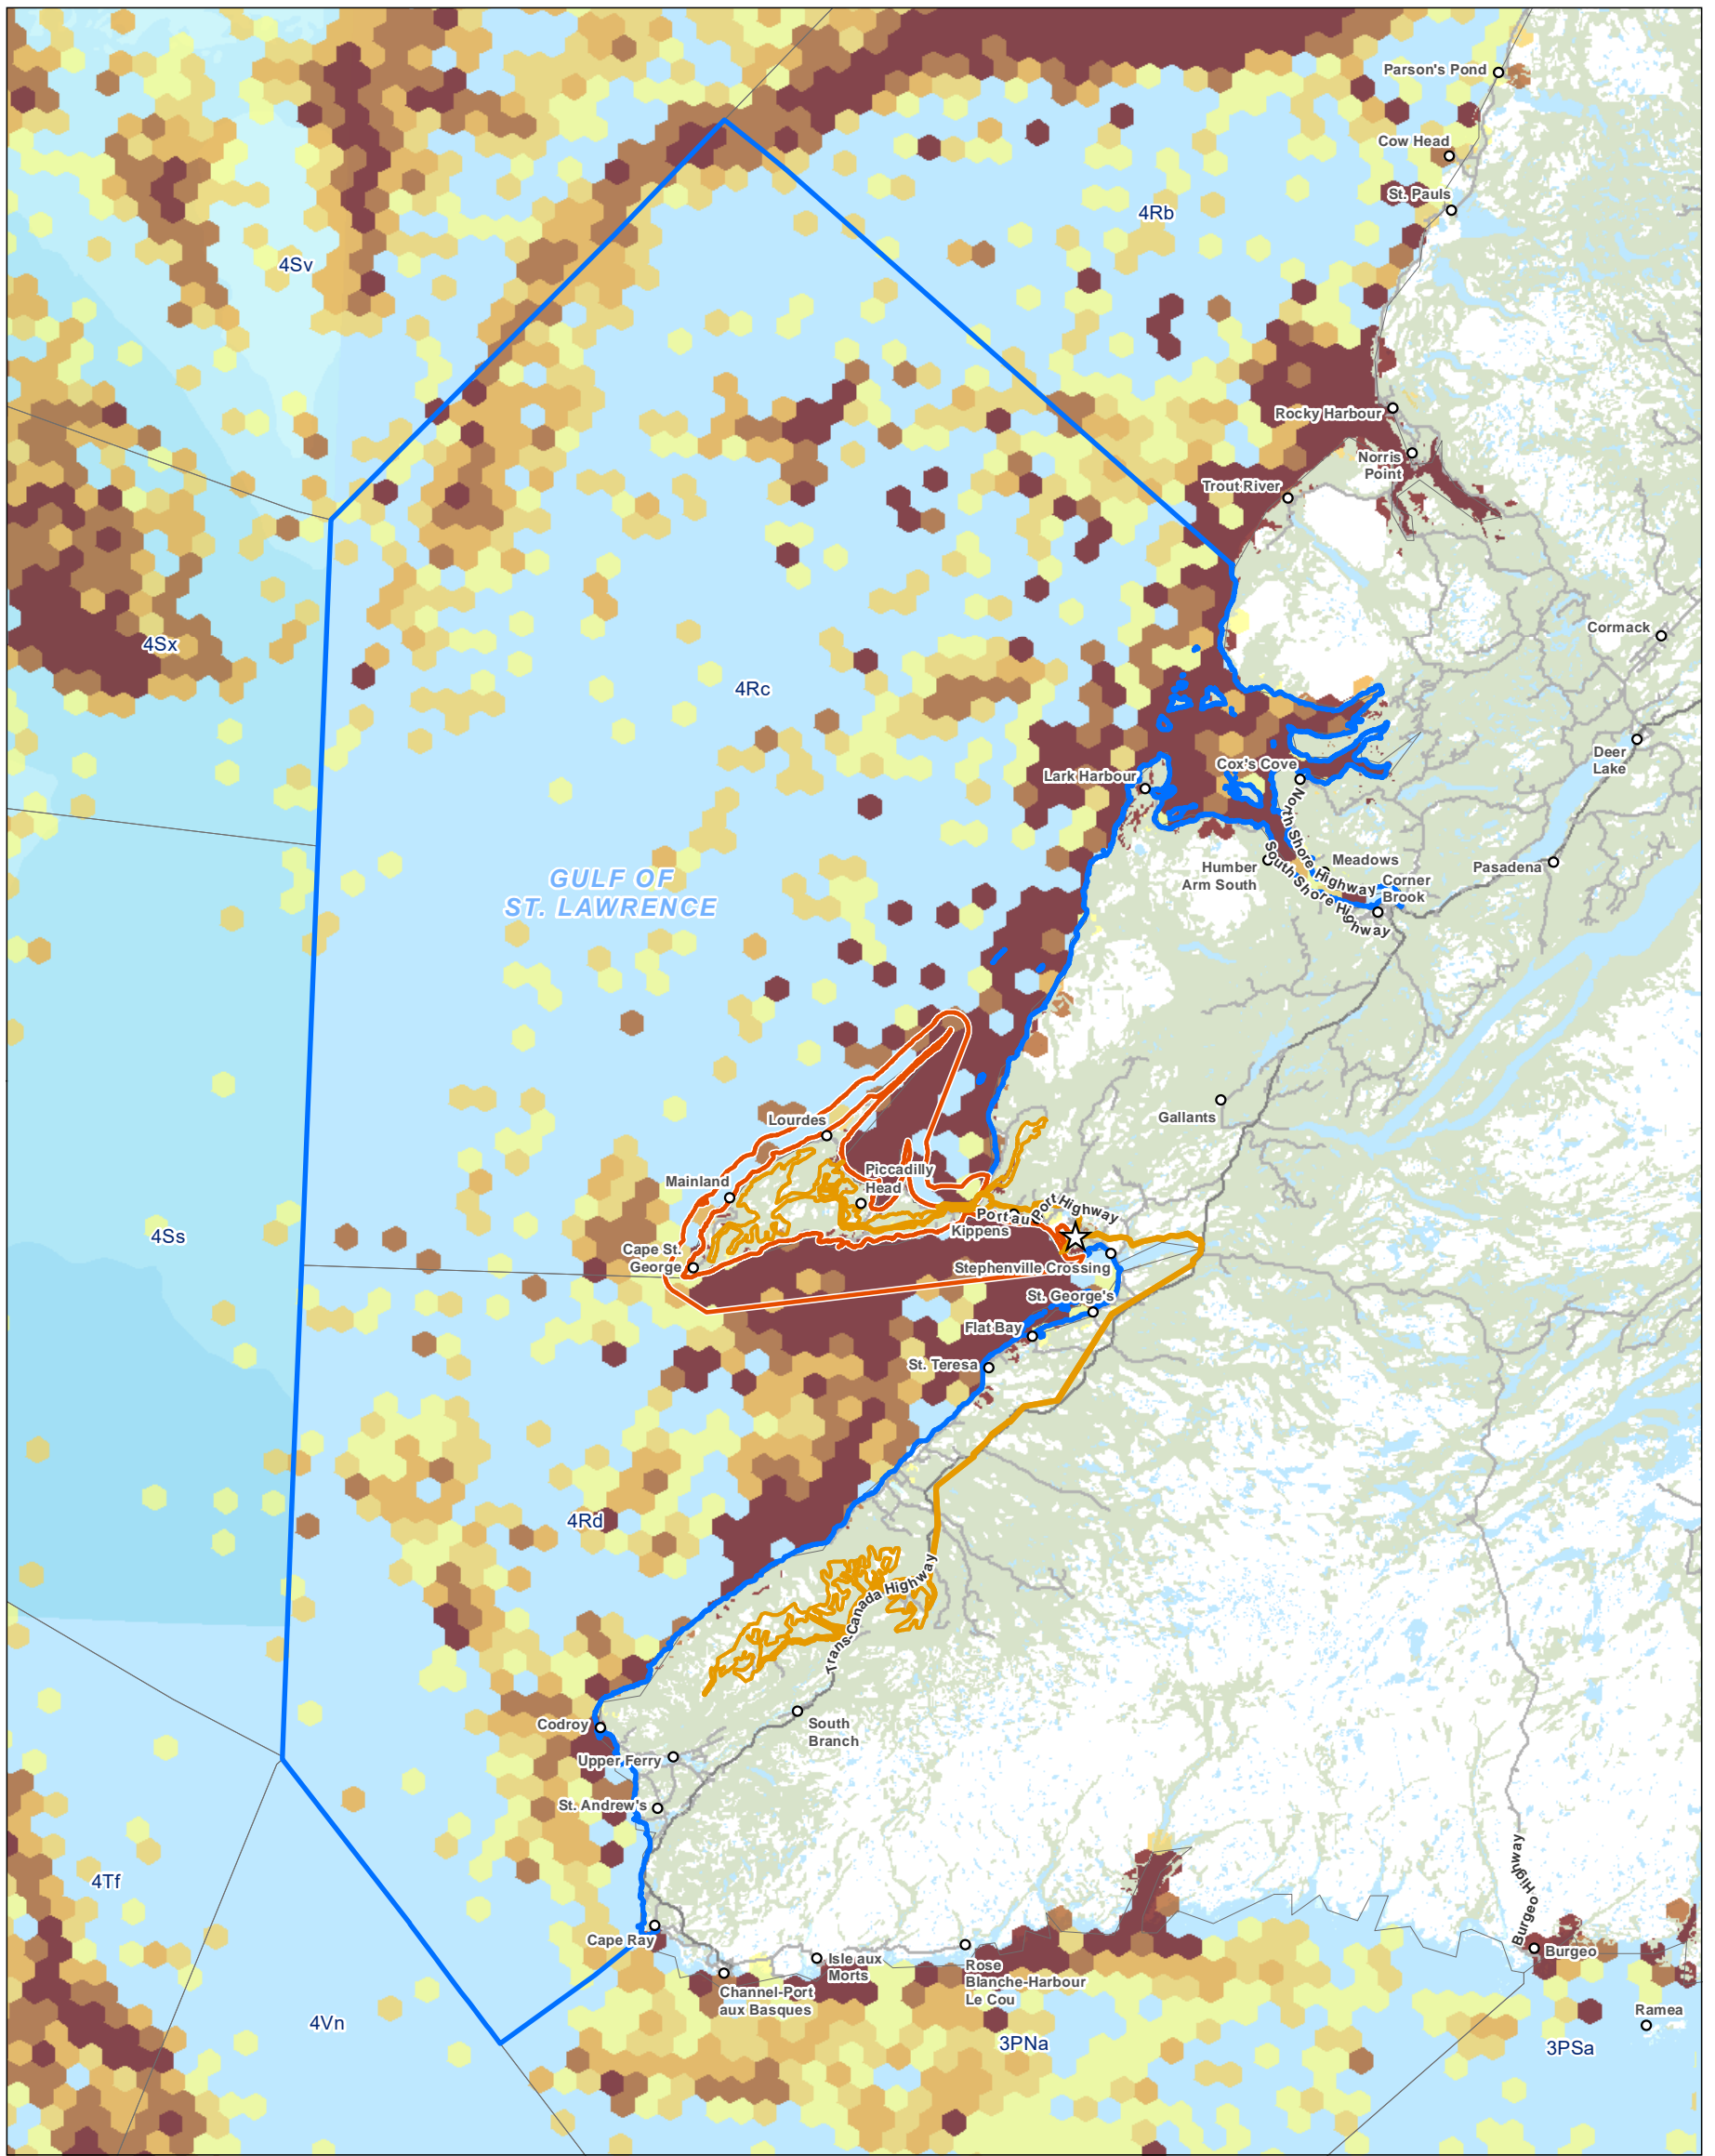 Parson's Pond
Cow Head
St. Pauls
4Rb
4Sv
Rocky Harbour
Norris
Point
Trout River
Cormack
4Sx
4Rc
Deer
Lake
Lark Harbour
Cox's Cove
North Shore Highway
South Shore Highway
Humber
Arm South
Meadows
Corner
Brook
Pasadena
GULF OF
ST. LAWRENCE
Lourdes
Gallants
Piccadilly
Head
Mainland
Port au Port Highway
Kippens
4Ss
Cape St.
George
Stephenville Crossing
St. George's
Flat Bay
St. Teresa
4Rd
Trans-Canada Highway
Codroy
South
Branch
Upper Ferry
St. Andrew's
4Tf
Burgeo Highway
Cape Ray
Isle aux
Morts
Rose
Blanche-Harbour
Le Cou
Burgeo
Channel-Port
aux Basques
Ramea
4Vn
3PNa
3PSa